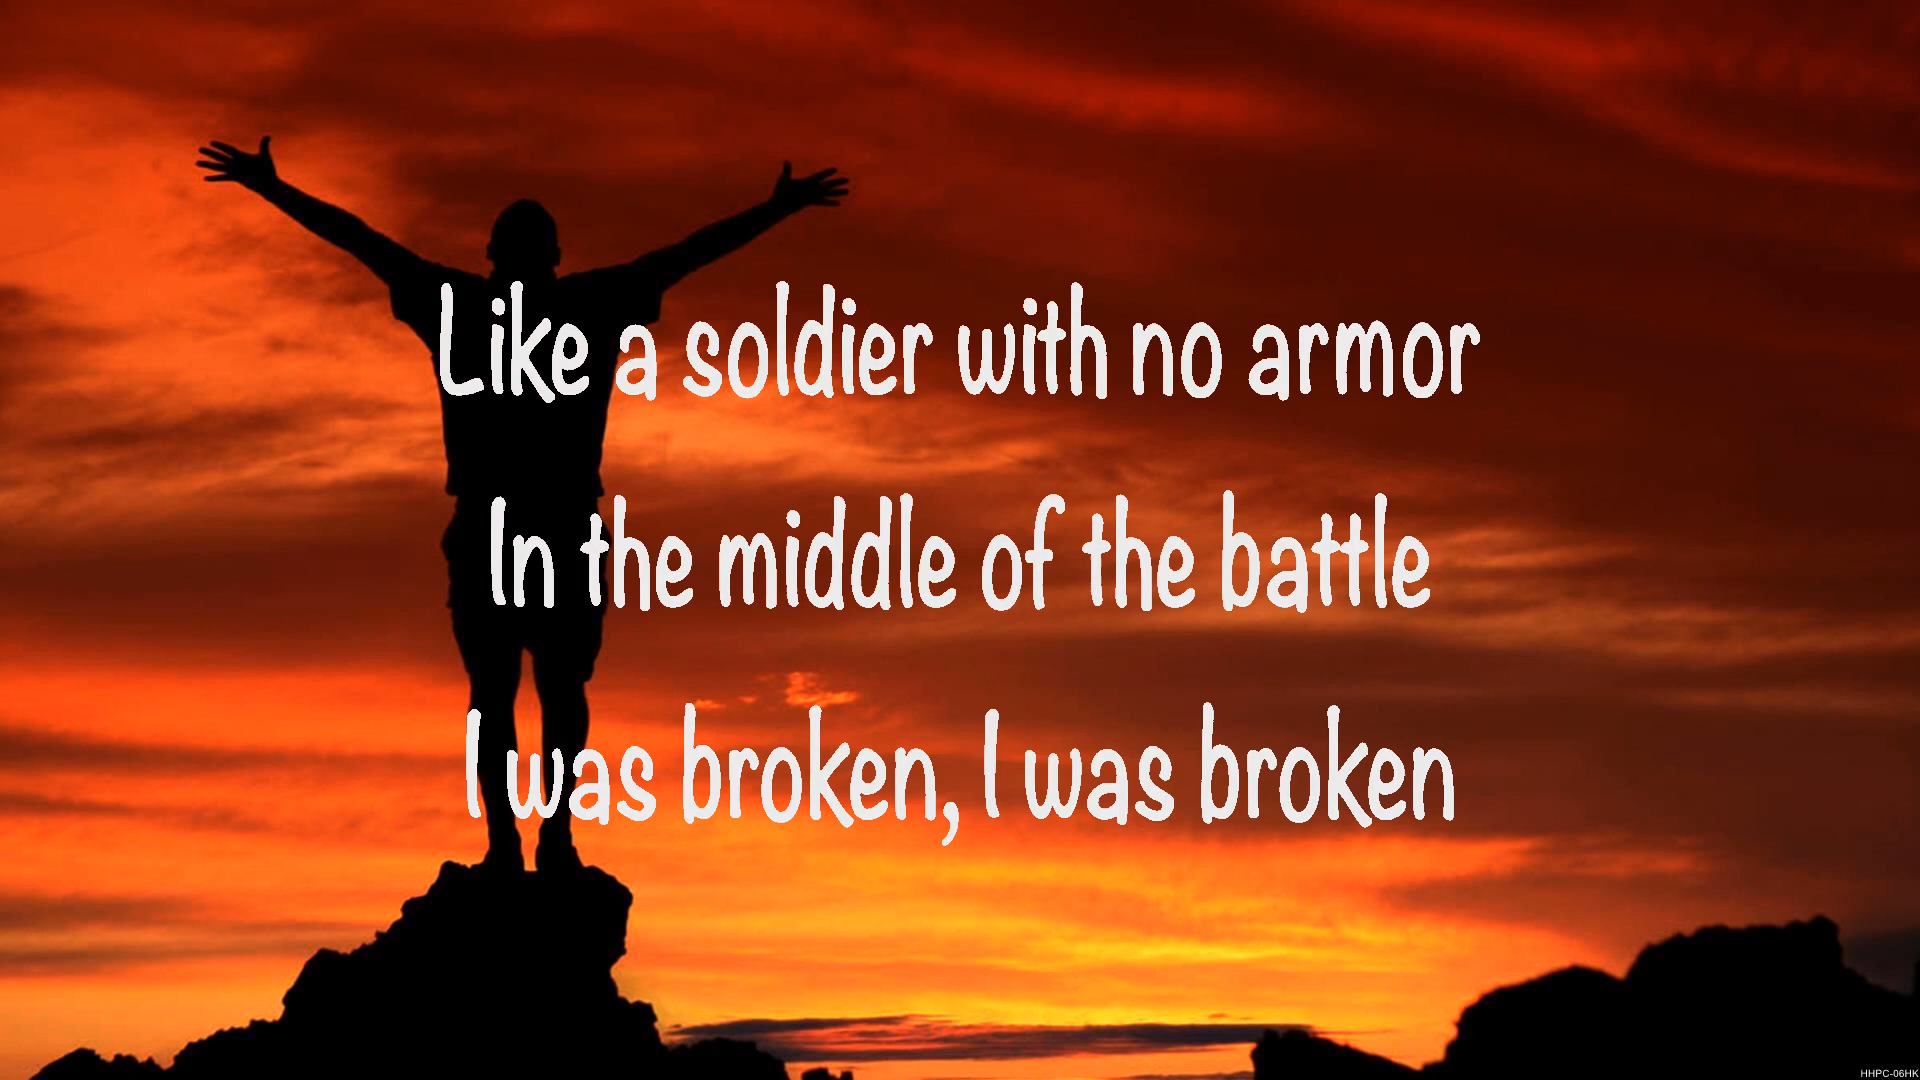 Like a soldier with no armor
In the middle of the battle
I was broken, I was broken
HHPC-06HK